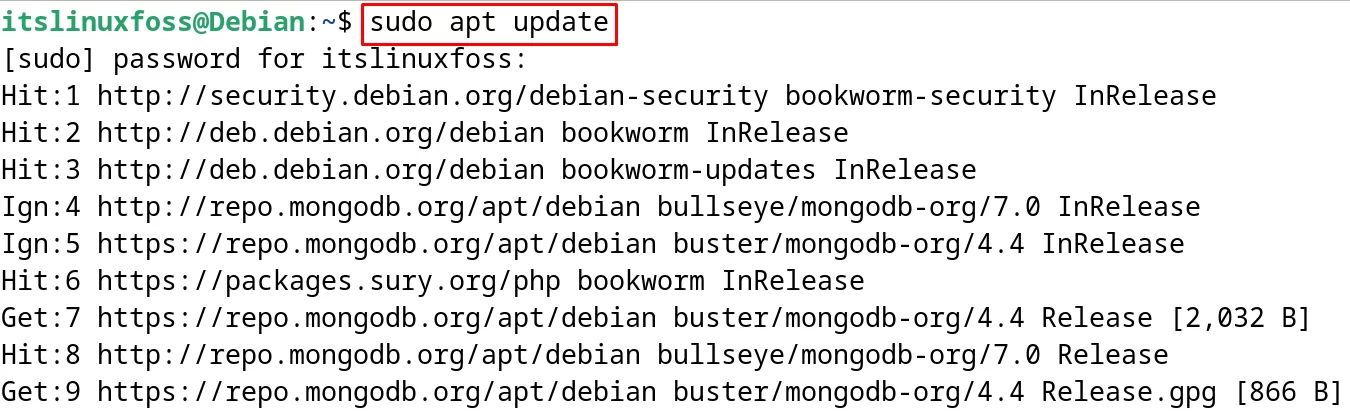 itslinuxfoss@Debian:~$ sudo apt update
[sudo] password for itslinuxfoss:
Hit:1 http://security.debian.org/debian-security bookworm-security InRelease
Hit:2 http://deb.debian.org/debian bookworm InRelease
Hit:3 http://deb.debian.org/debian bookworm-updates InRelease
Ign:4 http://repo.mongodb.org/apt/debian bullseye/mongodb-org/7.0 InRelease
Ign:5 https://repo.mongodb.org/apt/debian buster/mongodb-org/4.4 InRelease
Hit:6 https://packages.sury.org/php bookworm InRelease
Get:7 https://repo.mongodb.org/apt/debian buster/mongodb-org/4.4 Release [2,032 B]
Hit:8 http://repo.mongodb.org/apt/debian bullseye/mongodb-org/7.0 Release
Get:9 https://repo.mongodb.org/apt/debian buster/mongodb-org/4.4 Release.gpg [866 B]